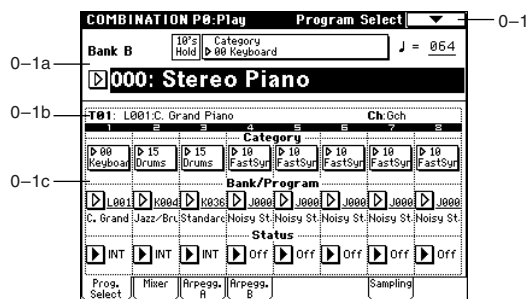 COMBINATION P0:Play Program Select
0–1
Bank B 10's Hold 00 Category Keyboard ♩ = 064
0–1a
000: Stereo Piano
0–1b
T01: L001:C. Grand Piano Ch:Gch
1 2 3 4 5 6 7 8
Category
00 Keyboar 15 Drums 15 Drums 10 FastSyn 10 FastSyn 10 FastSyn 10 FastSyn 10 FastSyn
0–1c
Bank/Program
L001 K004 K036 J000 J000 J000 J000 J000
C. Grand Jazz/Bru Standard Noisy St Noisy St Noisy St Noisy St Noisy St
Status
INT INT INT Off Off Off Off Off
Prog. Select Mixer Arpegg. A Arpegg. B Sampling